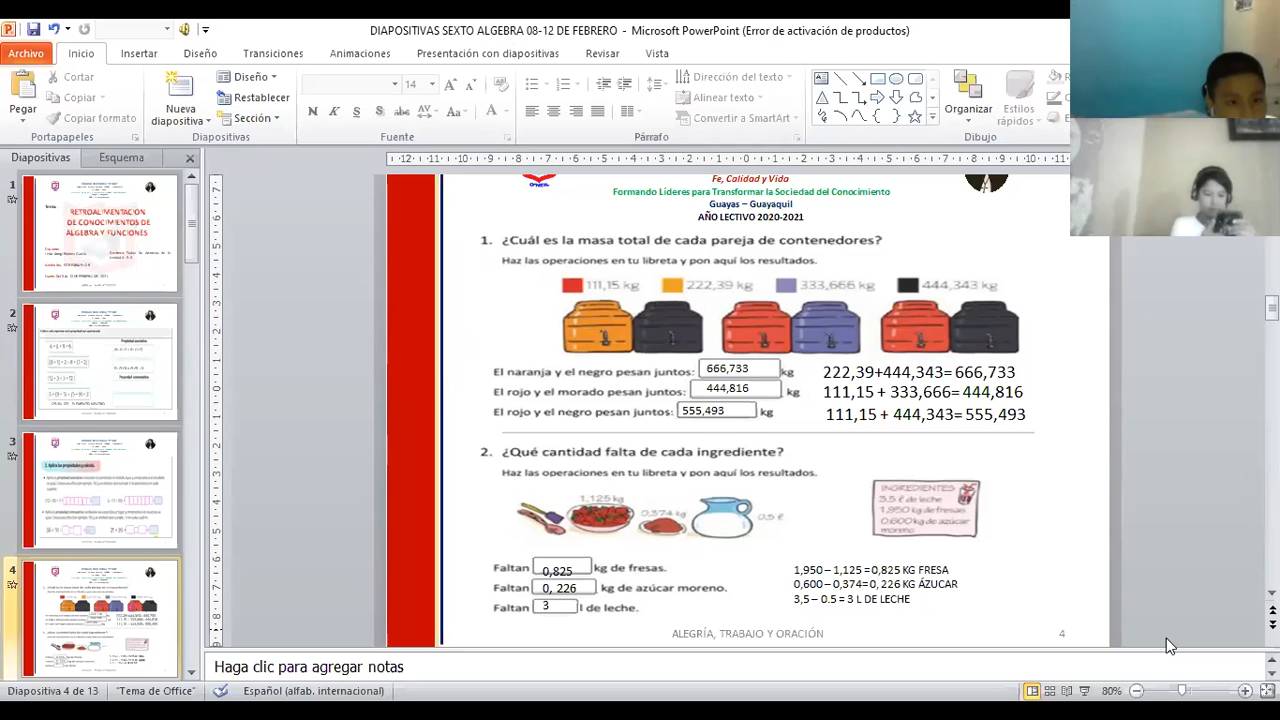 DIAPOSITIVAS SEXTO ALGEBRA 08-12 DE FEBRERO - Microsoft PowerPoint (Error de activación de productos)
Archivo Inicio Insertar Diseño Transiciones Animaciones Presentación con diapositivas Revisar Vista
Pegar
Cortar
Copiar
Copiar formato
Portapapeles
Nueva diapositiva
Diseño
Restablecer
Sección
Diapositivas
14
N K S abc AV Aa A
Fuente
Dirección del texto
Alinear texto
Convertir a SmartArt
Párrafo
Organizar
Estilos rápidos
Dibujo
Diapositivas Esquema
1
RETROALIMENTACION
DE CONOCIMIENTOS DE
ALGEBRA Y FUNCIONES
2
3
4
Fe, Calidad y Vida
Formando Líderes para Transformar la Sociedad del Conocimiento
Guayas – Guayaquil
AÑO LECTIVO 2020-2021
1. ¿Cuál es la masa total de cada pareja de contenedores?
Haz las operaciones en tu libreta y pon aquí los resultados.
111,15 kg 222,39 kg 333,666 kg 444,343 kg
El naranja y el negro pesan juntos: 666,733 kg 222,39+444,343= 666,733
El rojo y el morado pesan juntos: 444,816 kg 111,15 + 333,666= 444,816
El rojo y el negro pesan juntos: 555,493 kg 111,15 + 444,343= 555,493
2. ¿Que cantidad falta de cada ingrediente?
Haz las operaciones en tu libreta y pon aquí los resultados.
1,125 kg
0,374 kg
0,5 ℓ
INGREDIENTES
3,5 ℓ de leche
1,950 kg de fresas
0,600 kg de azúcar
moreno
Faltan 0,825 kg de fresas. 1,950 – 1,125 =0,825 KG FRESA
Faltan 0,226 kg de azúcar moreno. 0,600 – 0,374= 0, 226 KG AZUCAR
Faltan 3 l de leche. 3,5 – 0.5 = 3 L DE LECHE
ALEGRÍA, TRABAJO Y ORACIÓN 4
Haga clic para agregar notas
Diapositiva 4 de 13 "Tema de Office" Español (alfab. internacional) 80%